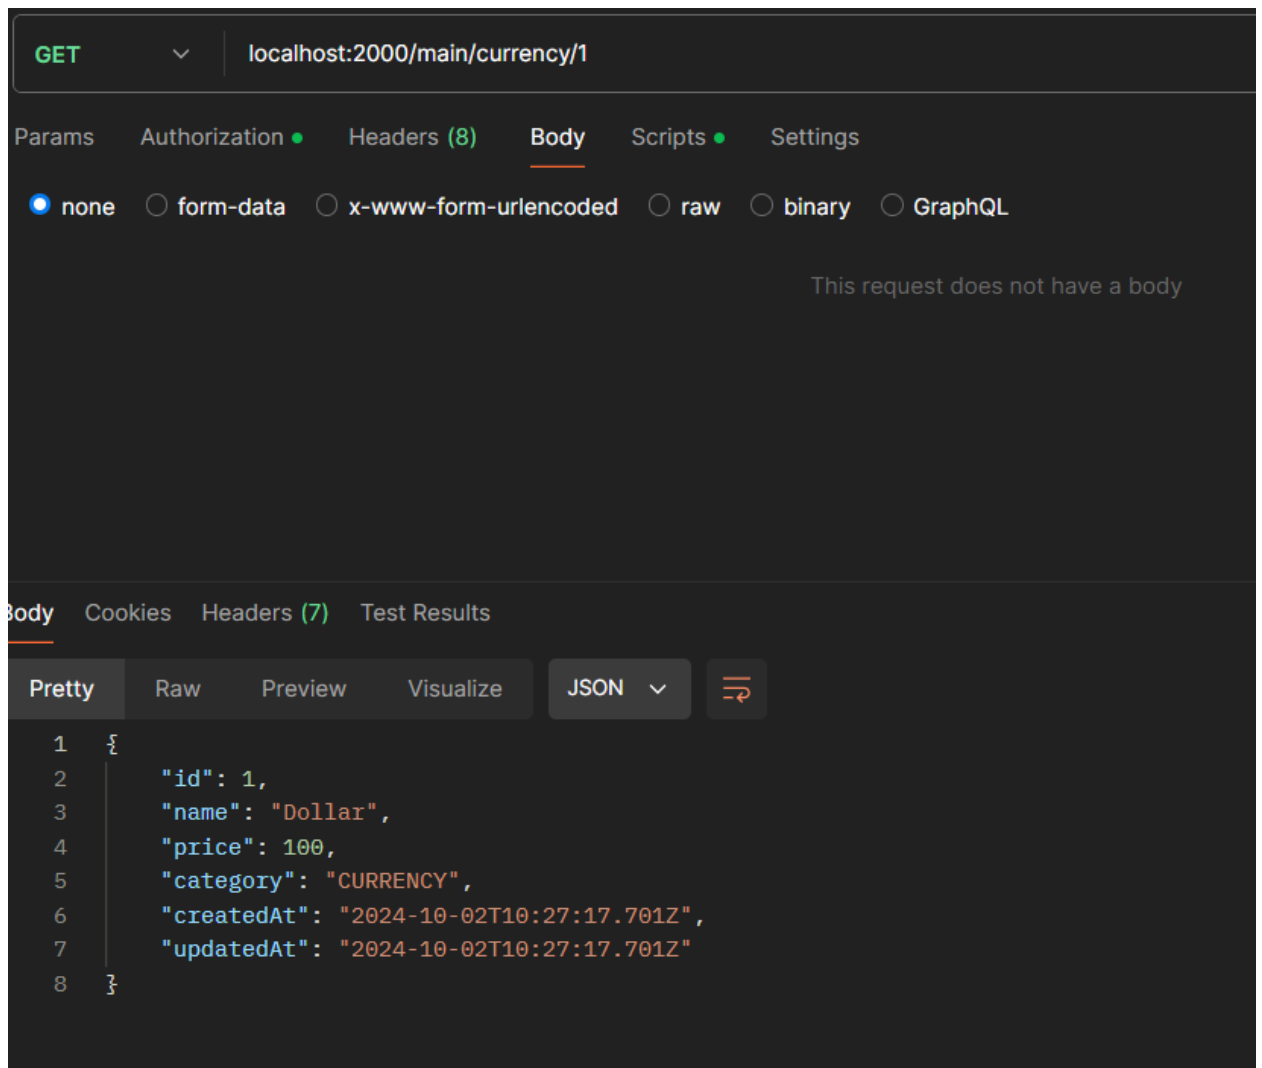 GET localhost:2000/main/currency/1
Params Authorization Headers (8) Body Scripts Settings
none form-data x-www-form-urlencoded raw binary GraphQL
This request does not have a body
Body Cookies Headers (7) Test Results
Pretty Raw Preview Visualize JSON
1 {
2 "id": 1,
3 "name": "Dollar",
4 "price": 100,
5 "category": "CURRENCY",
6 "createdAt": "2024-10-02T10:27:17.701Z",
7 "updatedAt": "2024-10-02T10:27:17.701Z"
8 }